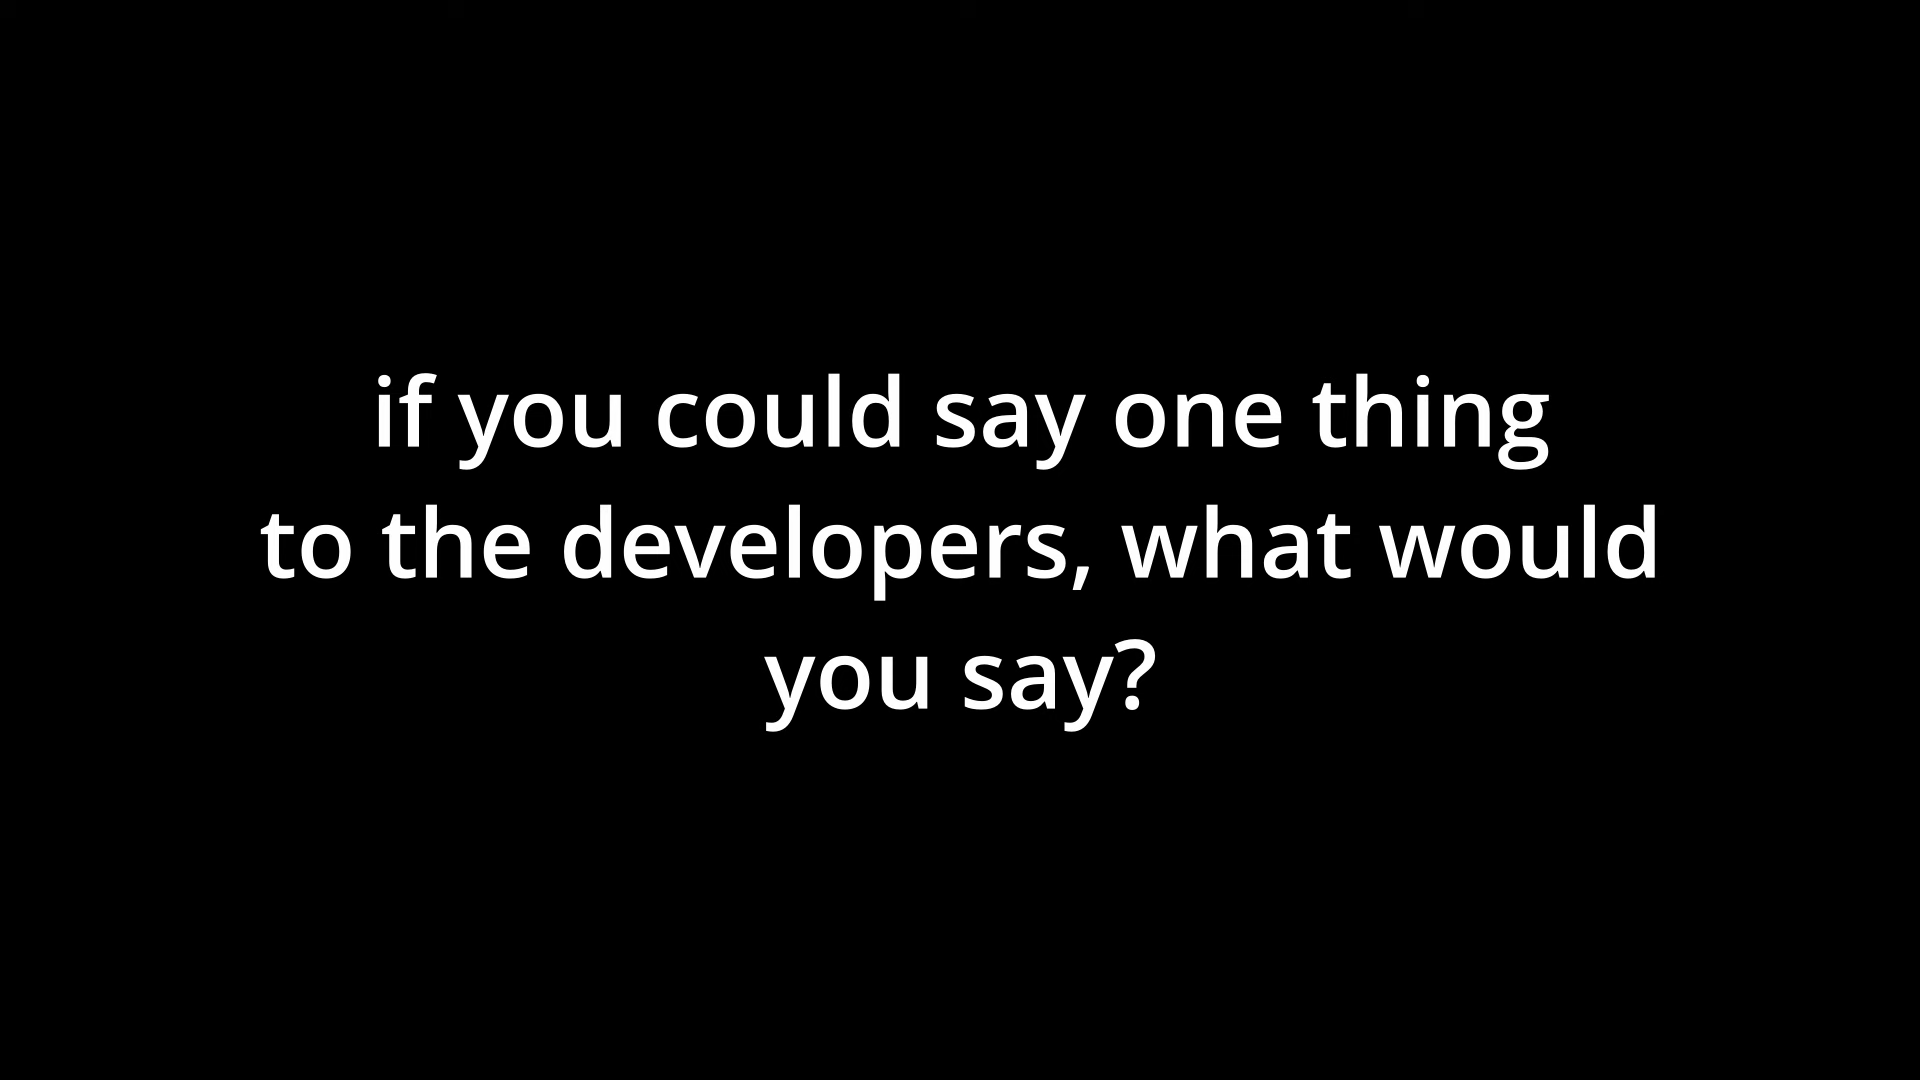 if you could say one thing
to the developers, what would
you say?